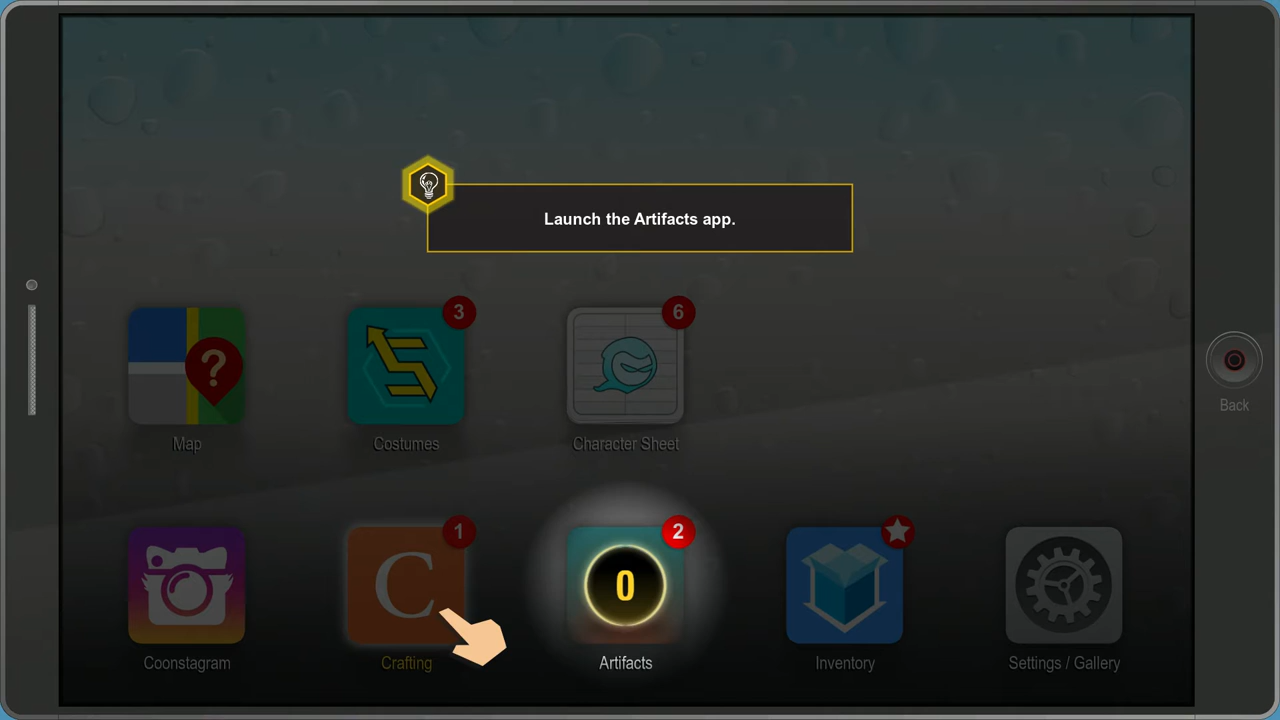 Launch the Artifacts app.
?
3
6
Map
Costumes
Character Sheet
Back
C
1
0
2
Coonstagram
Crafting
Artifacts
Inventory
Settings / Gallery